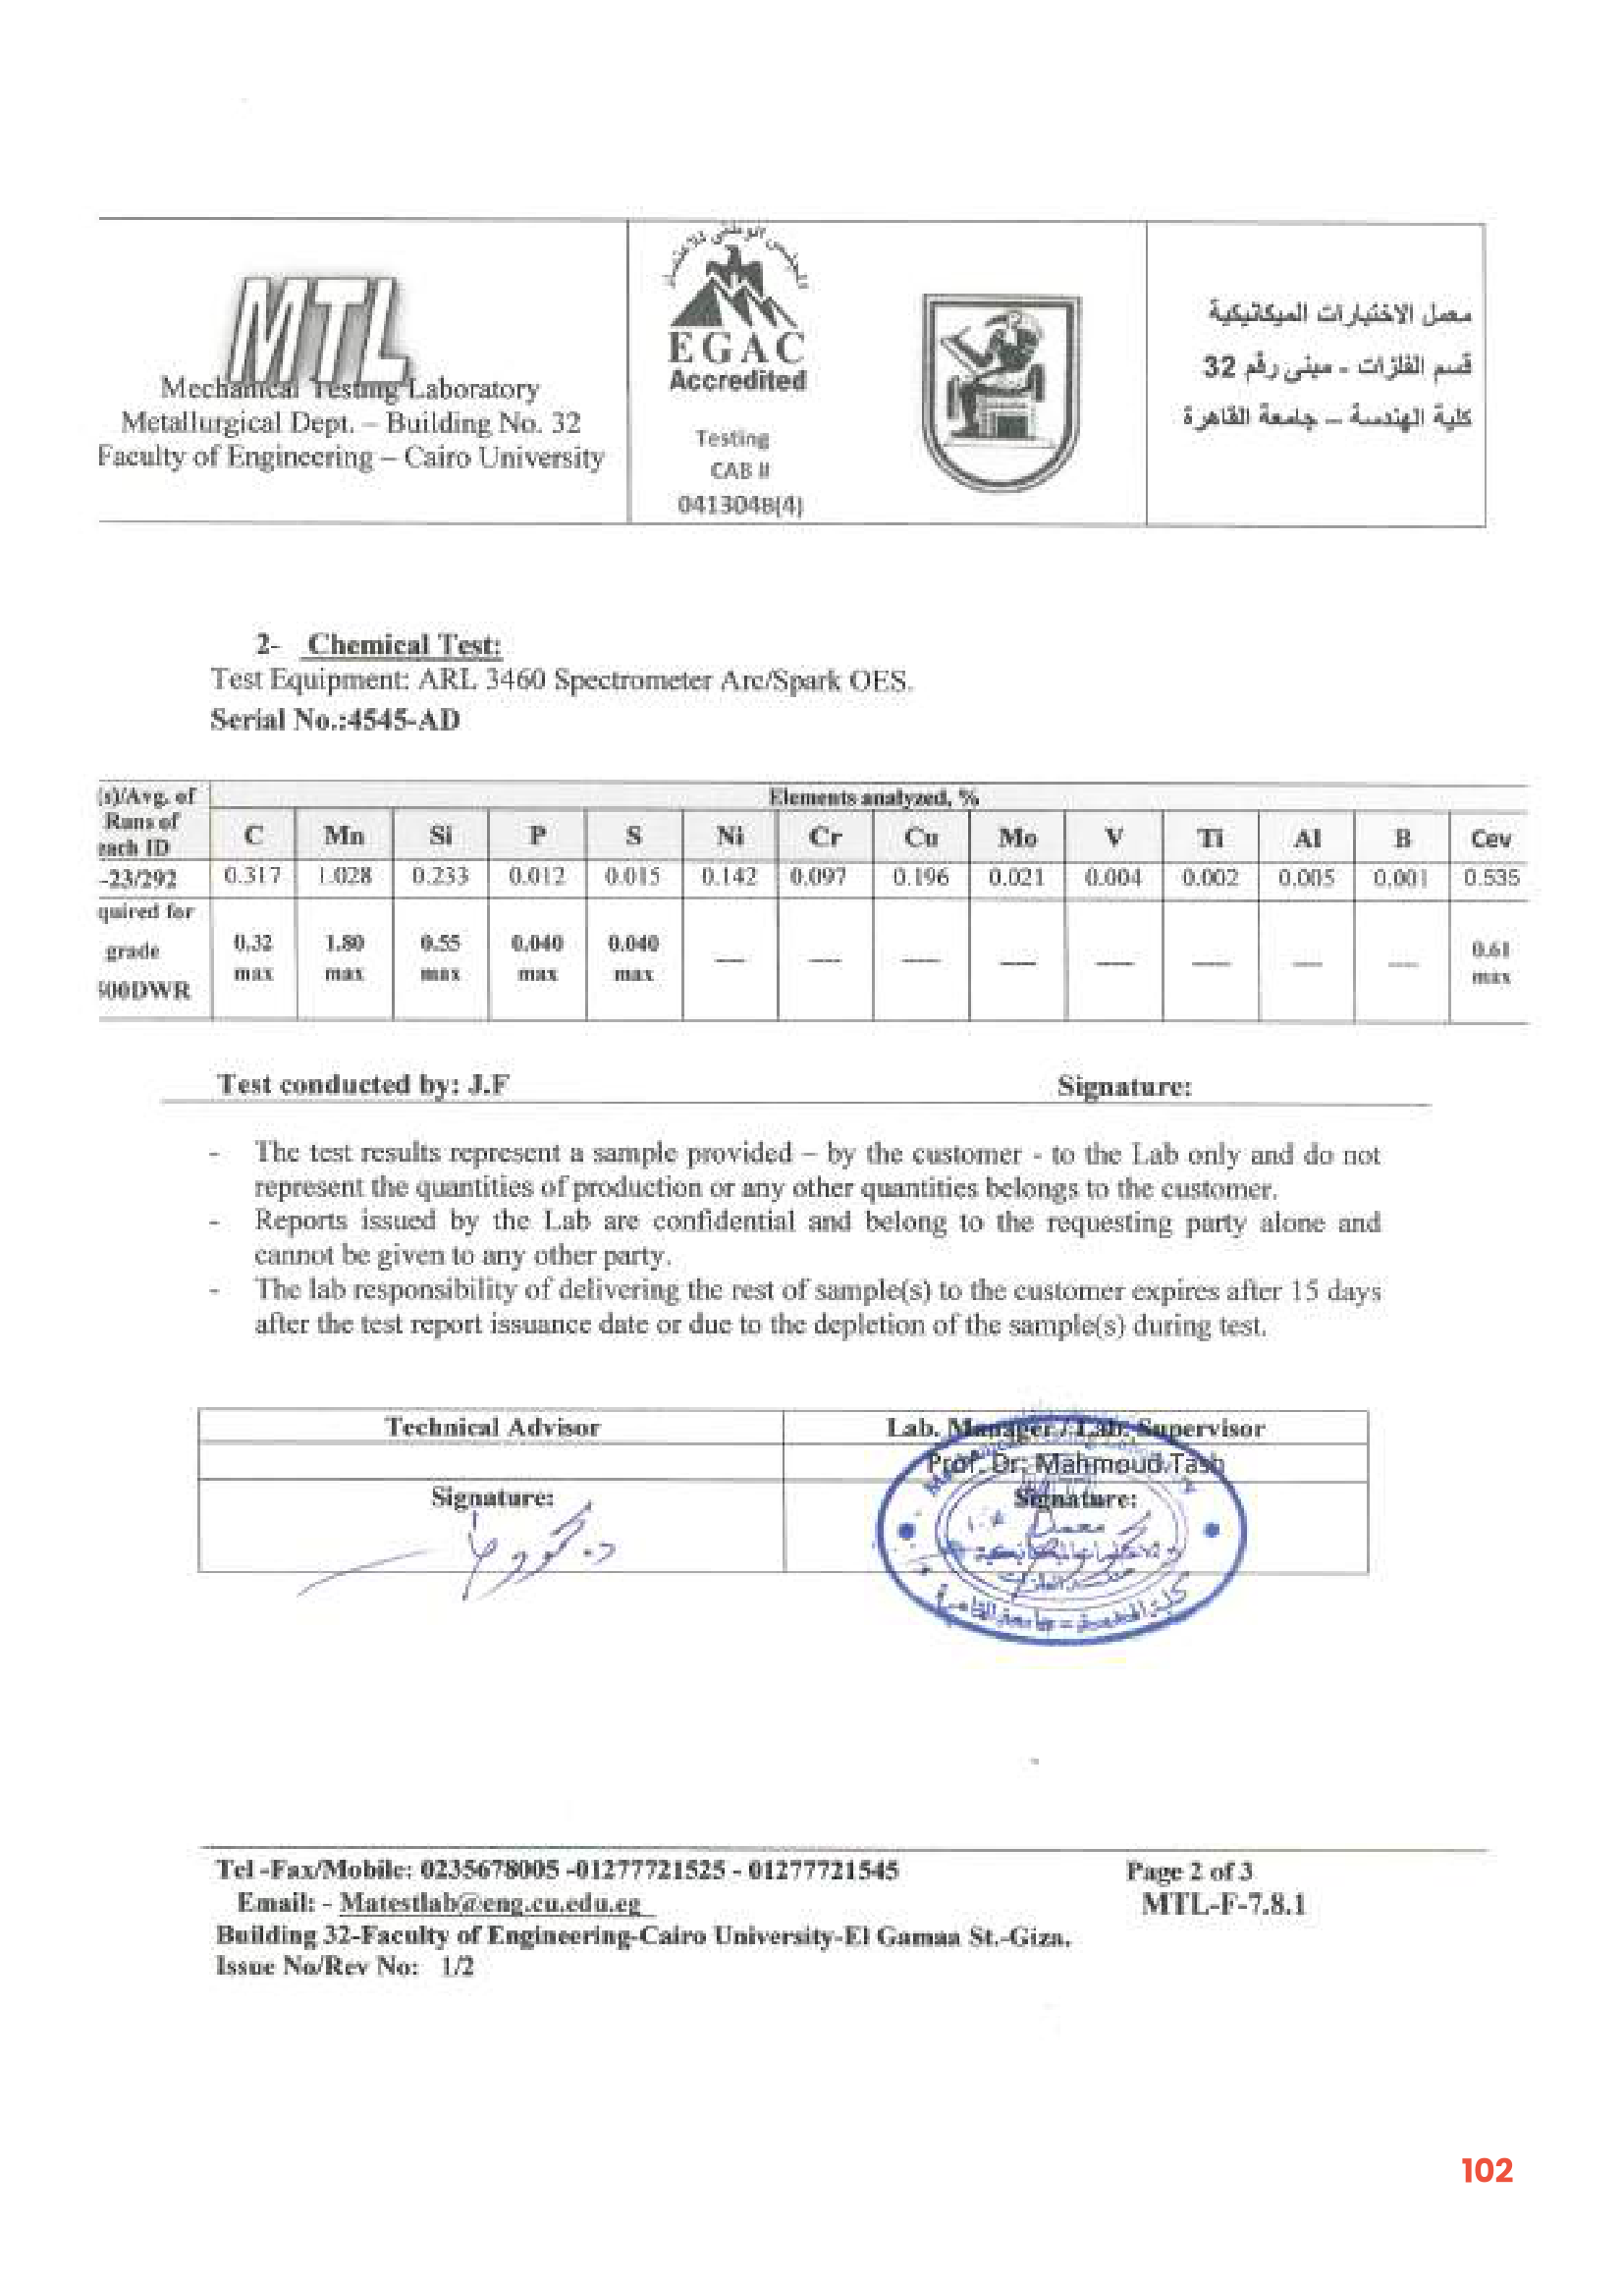 MTL
Mechanical Testing Laboratory
Metallurgical Dept. – Building No. 32
Faculty of Engineering – Cairo University
EGAC
Accredited
Testing
CAB #
0413048(4)
معمل الاختبارات الميكانيكية
قسم الفلزات - مبنى رقم 32
كلية الهندسة – جامعة القاهرة
2- Chemical Test:
Test Equipment: ARL 3460 Spectrometer Arc/Spark OES.
Serial No.:4545-AD
(s)/Avg. of Runs of each ID
Elements analyzed, %
C Mn Si P S Ni Cr Cu Mo V Ti Al B Cev
-23/292 0.317 1.028 0.233 0.012 0.015 0.142 0.097 0.196 0.021 0.004 0.002 0.005 0.001 0.535
quired for grade 500DWR 0.32 max 1.80 max 0.55 max 0.040 max 0.040 max — — — — — — — — 0.61 max
Test conducted by: J.F Signature:
- The test results represent a sample provided – by the customer - to the Lab only and do not
represent the quantities of production or any other quantities belongs to the customer.
- Reports issued by the Lab are confidential and belong to the requesting party alone and
cannot be given to any other party.
- The lab responsibility of delivering the rest of sample(s) to the customer expires after 15 days
after the test report issuance date or due to the depletion of the sample(s) during test.
Technical Advisor
Lab. Manager / Lab. Supervisor
Prof. Dr. Mahmoud Tash
Signature:
Signature:
كلية الهندسة - جامعة القاهرة
Tel -Fax/Mobile: 0235678005 -01277721525 - 01277721545 Page 2 of 3
Email: - Matestlab@eng.cu.edu.eg MTL-F-7.8.1
Building 32-Faculty of Engineering-Cairo University-El Gamaa St.-Giza.
Issue No/Rev No: 1/2
102